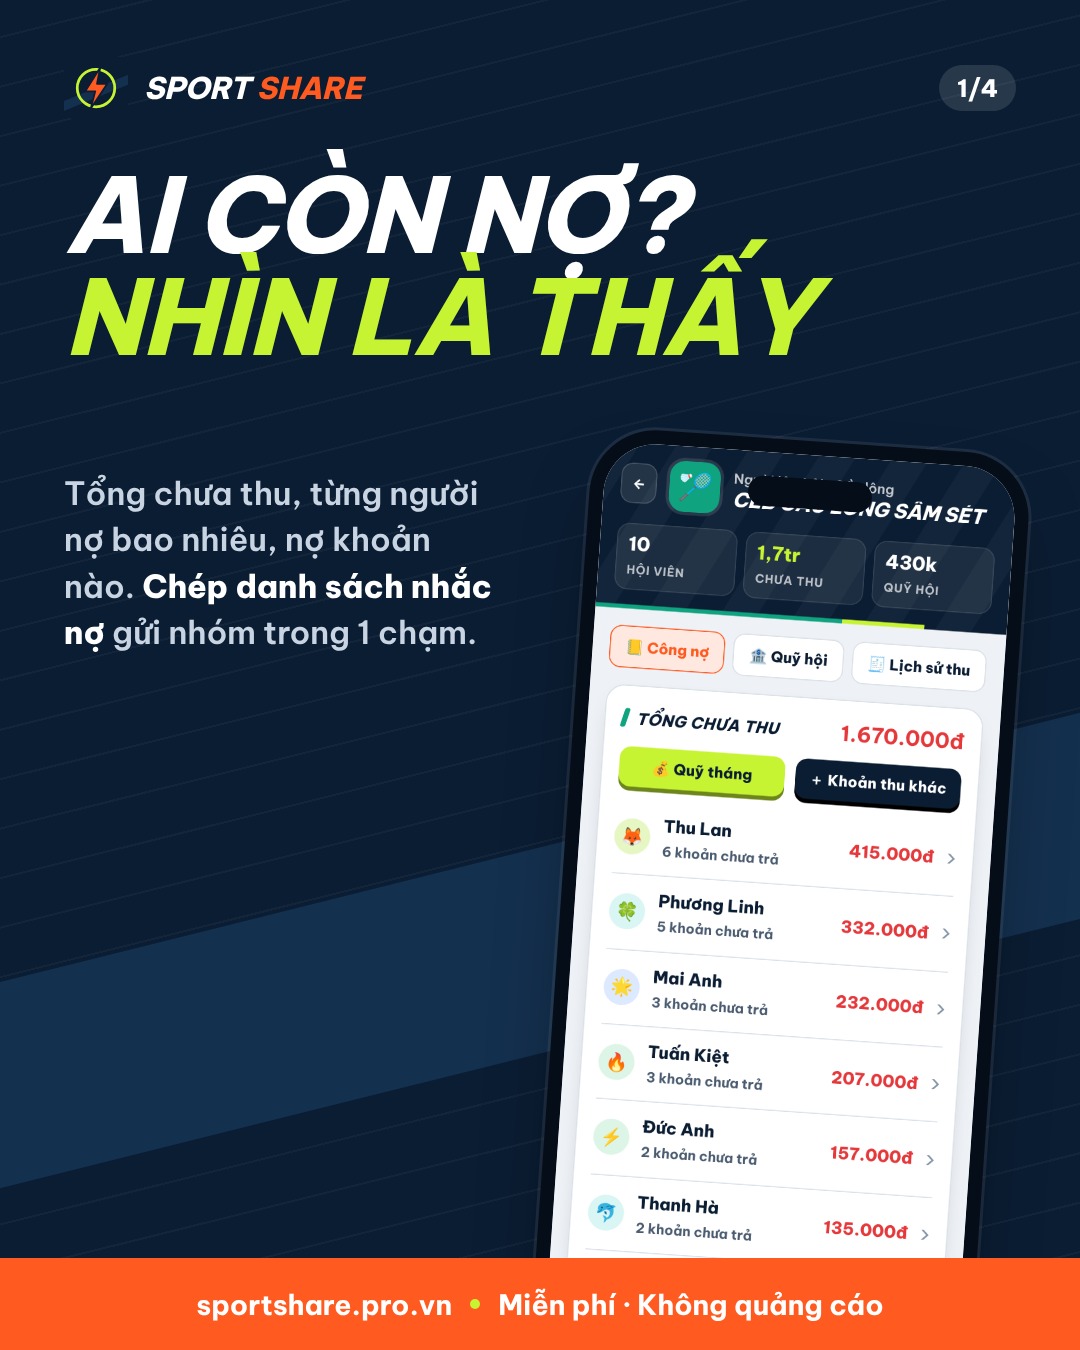 SPORT SHARE
1/4
AI CÒN NỢ?
NHÌN LÀ THẤY
Tổng chưa thu, từng người
nợ bao nhiêu, nợ khoản
nào. Chép danh sách nhắc
nợ gửi nhóm trong 1 chạm.
LÔNG SẤM SÉT
10
HỘI VIÊN
1,7tr
CHƯA THU
430k
QUỸ HỘI
Công nợ
Quỹ hội
Lịch sử thu
TỔNG CHƯA THU
1.670.000đ
Quỹ tháng
+ Khoản thu khác
Thu Lan
6 khoản chưa trả
415.000đ
Phương Linh
5 khoản chưa trả
332.000đ
Mai Anh
3 khoản chưa trả
232.000đ
Tuấn Kiệt
3 khoản chưa trả
207.000đ
Đức Anh
2 khoản chưa trả
157.000đ
Thanh Hà
2 khoản chưa trả
135.000đ
sportshare.pro.vn • Miễn phí · Không quảng cáo